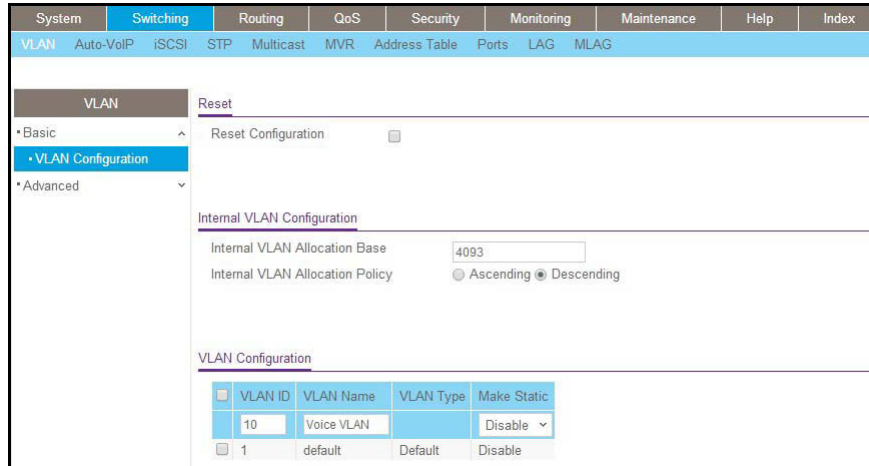 System Switching Routing QoS Security Monitoring Maintenance Help Index
VLAN Auto-VoIP iSCSI STP Multicast MVR Address Table Ports LAG MLAG
VLAN
Basic
VLAN Configuration
Advanced
Reset
Reset Configuration
Internal VLAN Configuration
Internal VLAN Allocation Base 4093
Internal VLAN Allocation Policy Ascending Descending
VLAN Configuration
VLAN ID VLAN Name VLAN Type Make Static
10 Voice VLAN Disable
1 default Default Disable